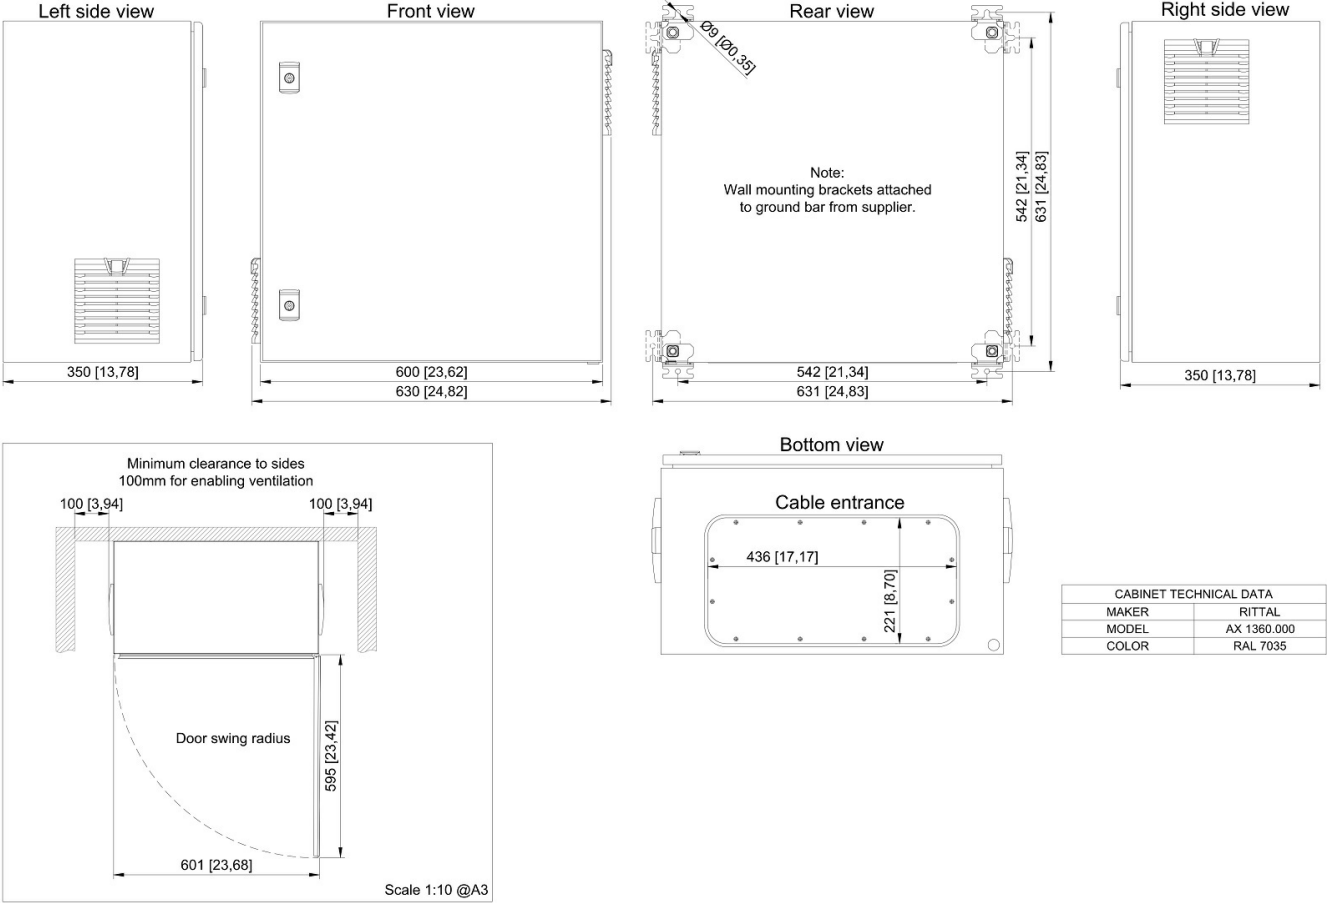 Left side view
350 [13,78]
Front view
600 [23,62]
630 [24,82]
Rear view
Ø9 [Ø0,35]
Note:
Wall mounting brackets attached
to ground bar from supplier.
542 [21,34]
631 [24,83]
542 [21,34]
631 [24,83]
Right side view
350 [13,78]
Minimum clearance to sides
100mm for enabling ventilation
100 [3,94]
100 [3,94]
Door swing radius
595 [23,42]
601 [23,68]
Scale 1:10 @A3
Bottom view
Cable entrance
436 [17,17]
221 [8,70]
CABINET TECHNICAL DATA
MAKER RITTAL
MODEL AX 1360.000
COLOR RAL 7035